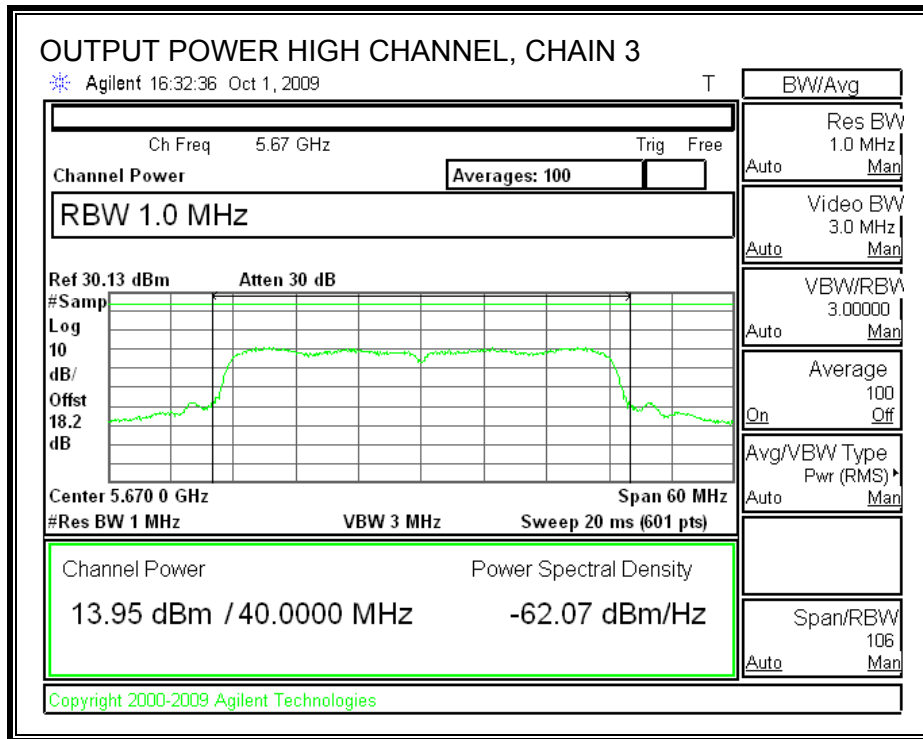 OUTPUT POWER HIGH CHANNEL, CHAIN 3
Agilent 16:32:36 Oct 1, 2009 T
Ch Freq 5.67 GHz Trig Free
Channel Power Averages: 100
RBW 1.0 MHz
Ref 30.13 dBm Atten 30 dB
#Samp
Log
10
dB/
Offst
18.2
dB
Center 5.670 0 GHz Span 60 MHz
#Res BW 1 MHz VBW 3 MHz Sweep 20 ms (601 pts)
Channel Power Power Spectral Density
13.95 dBm / 40.0000 MHz -62.07 dBm/Hz
Copyright 2000-2009 Agilent Technologies
BW/Avg
Res BW
1.0 MHz
Auto Man
Video BW
3.0 MHz
Auto Man
VBW/RBW
3.00000
Auto Man
Average
100
On Off
Avg/VBW Type
Pwr (RMS)
Auto Man
Span/RBW
106
Auto Man